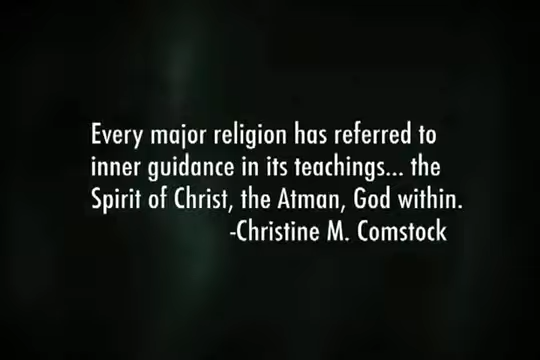 Every major religion has referred to
inner guidance in its teachings... the
Spirit of Christ, the Atman, God within.
-Christine M. Comstock